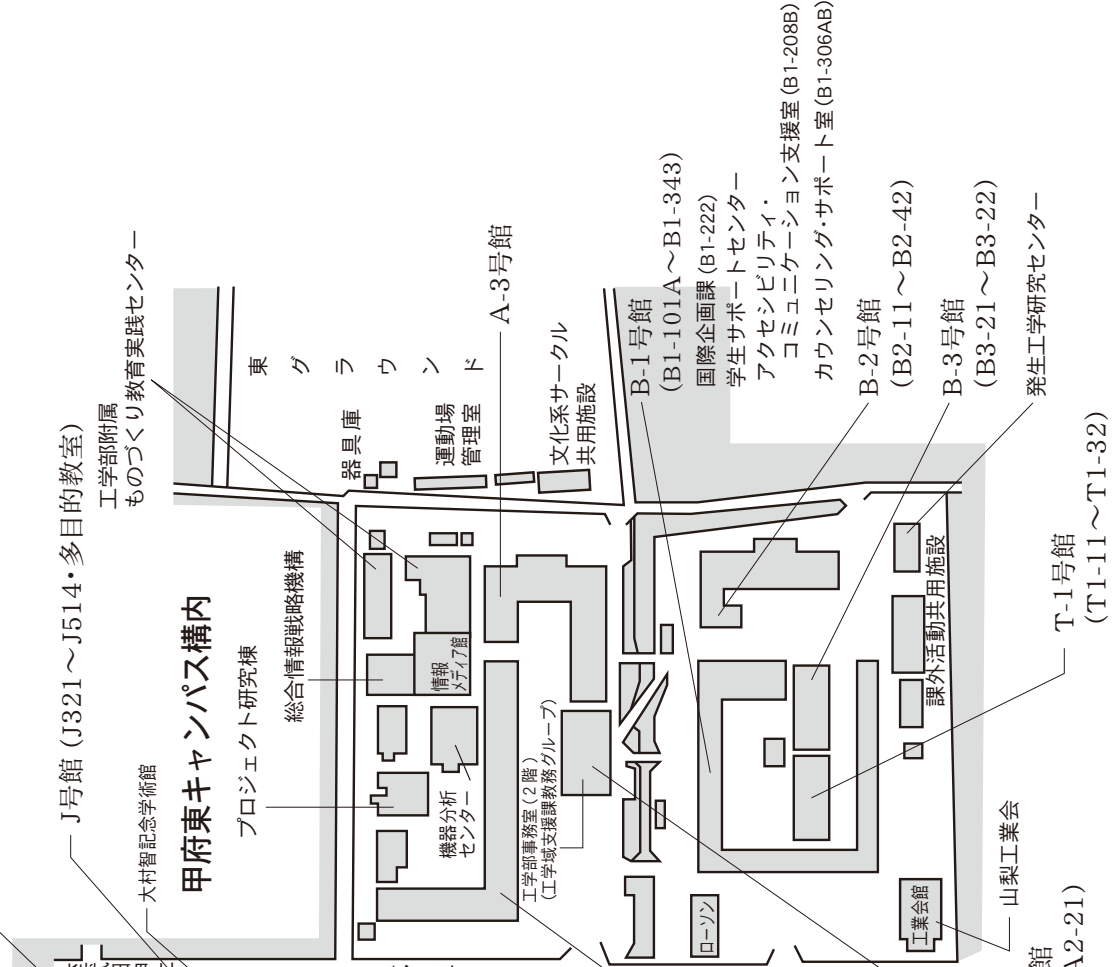 J号館 (J321～J514・多目的教室)
大村智記念学術館
甲府東キャンパス構内
プロジェクト研究棟
総合情報戦略機構
工学部附属
ものづくり教育実践センター
東グラウンド
器具庫
運動場
管理室
文化系サークル
共用施設
A-3号館
情報
メディア館
機器分析
センター
工学部事務室(2階)
(工学域支援課教務グループ)
B-1号館
(B1-101A～B1-343)
国際企画課(B1-222)
学生サポートセンター
アクセシビリティ・
コミュニケーション支援室(B1-208B)
カウンセリング・サポート室(B1-306AB)
B-2号館
(B2-11～B2-42)
B-3号館
(B3-21～B3-22)
発生工学研究センター
課外活動共用施設
T-1号館
(T1-11～T1-32)
ローソン
工業会館
山梨工業会
館
A2-21)